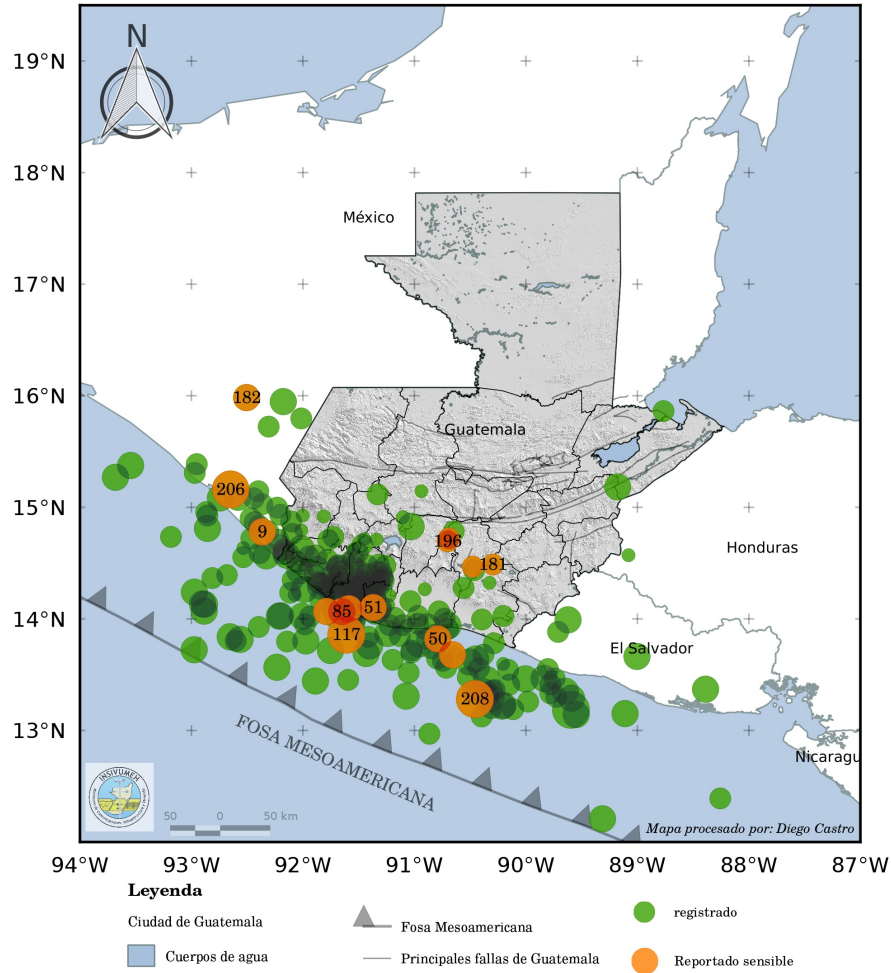 N
19°N
18°N
México
17°N
16°N
182
Guatemala
206
15°N
9
196
Honduras
181
14°N
85
51
117
50
El Salvador
208
13°N
FOSA MESOAMERICANA
Nicaragu
INSIVUMEH
50 0 50 km
Mapa procesado por: Diego Castro
94°W 93°W 92°W 91°W 90°W 89°W 88°W 87°W
Leyenda
Ciudad de Guatemala
Fosa Mesoamericana
registrado
Cuerpos de agua
Principales fallas de Guatemala
Reportado sensible